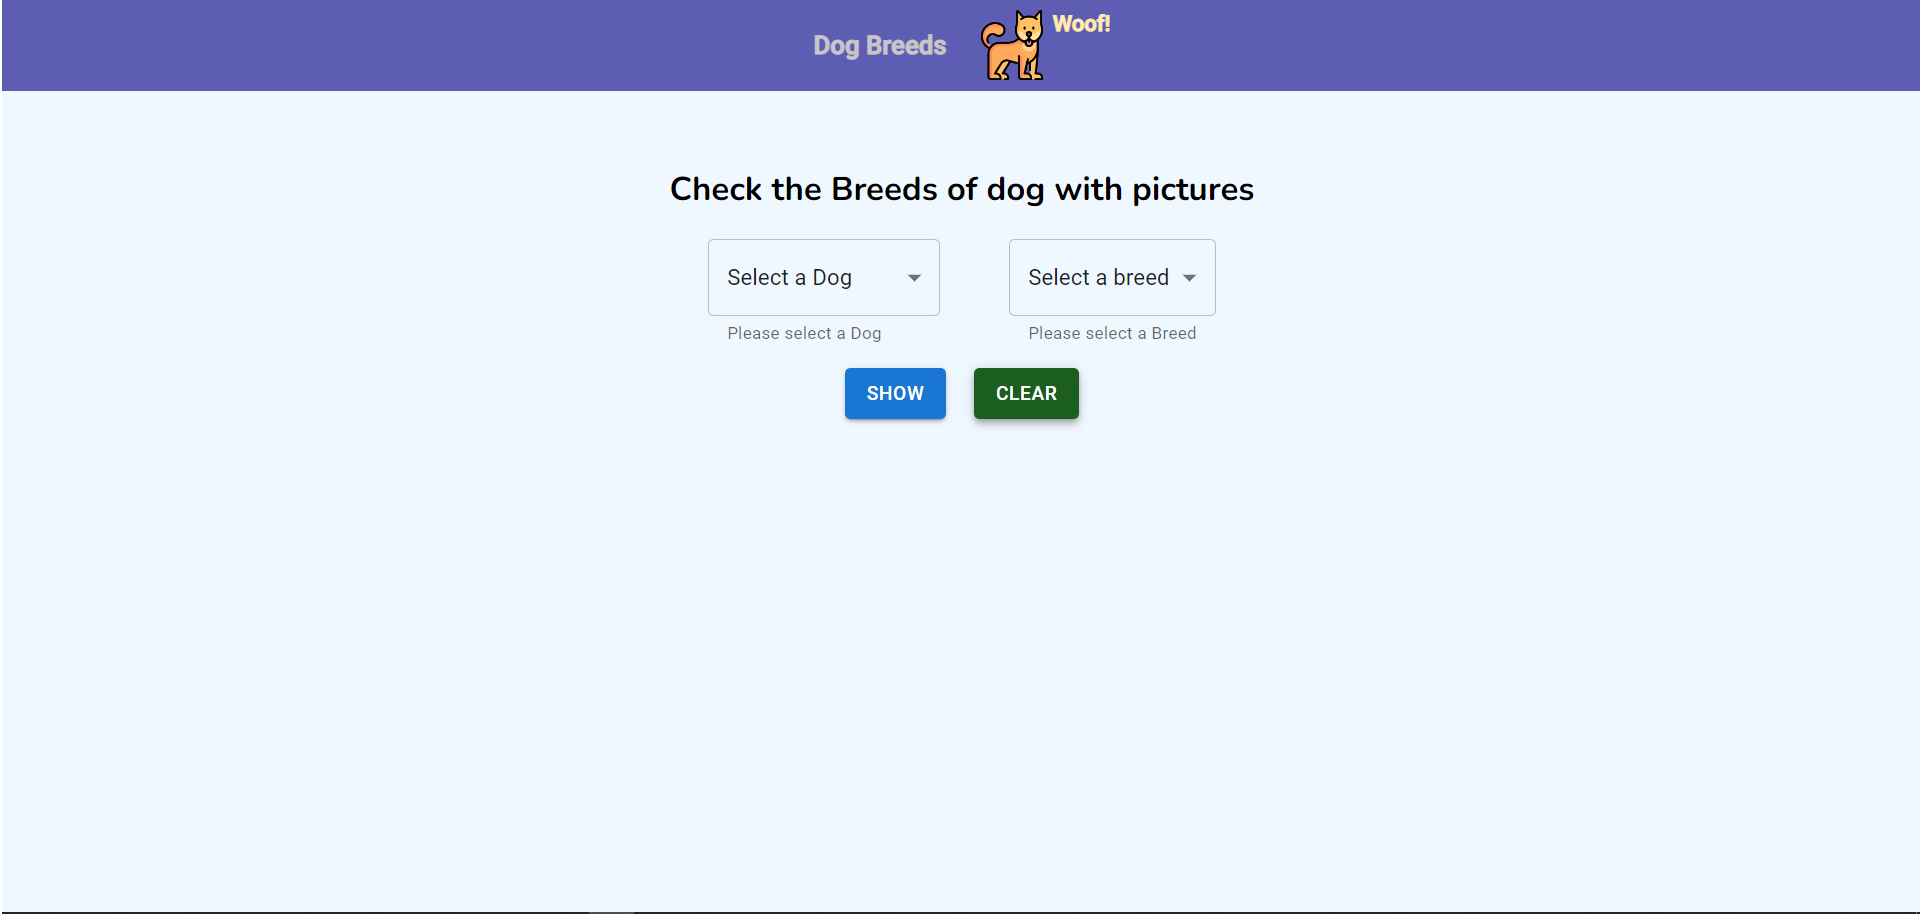 Dog Breeds
Woof!
Check the Breeds of dog with pictures
Select a Dog
Select a breed
Please select a Dog
Please select a Breed
SHOW
CLEAR